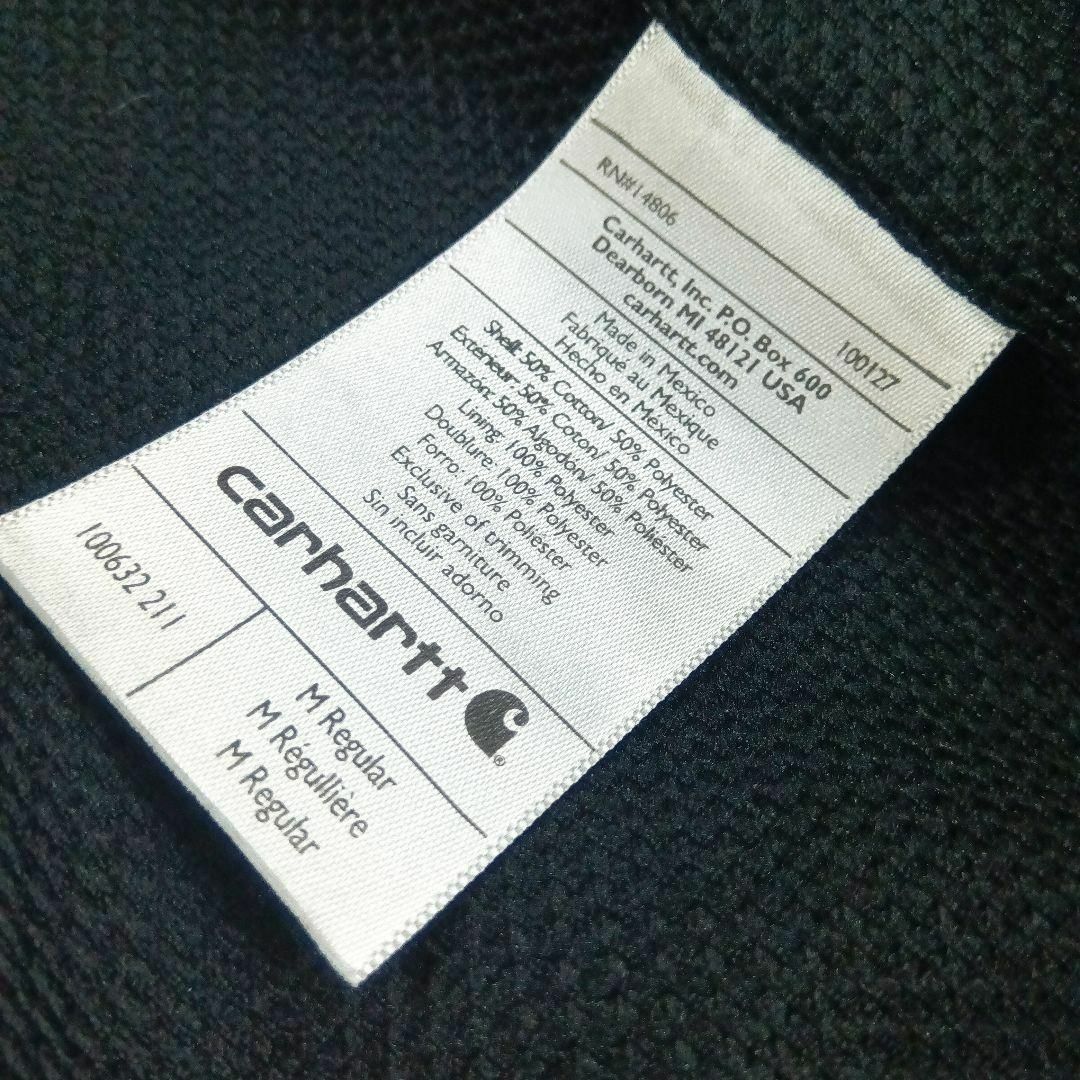 RN#14806 100127
Carhartt, Inc. P.O. Box 600
Dearborn MI 48121 USA
carhartt.com
Made in Mexico
Fabriqué au Mexique
Hecho en Mexico
Shell: 50% Cotton/ 50% Polyester
Exterieur: 50% Coton/ 50% Polyester
Armazon: 50% Algodón/ 50% Poliéster
Lining: 100% Polyester
Doublure: 100% Polyester
Forro: 100% Poliester
Exclusive of trimming
Sans garniture
Sin incluir adorno
carhartt ®
100632 211
M Regular
M Régullière
M Regular